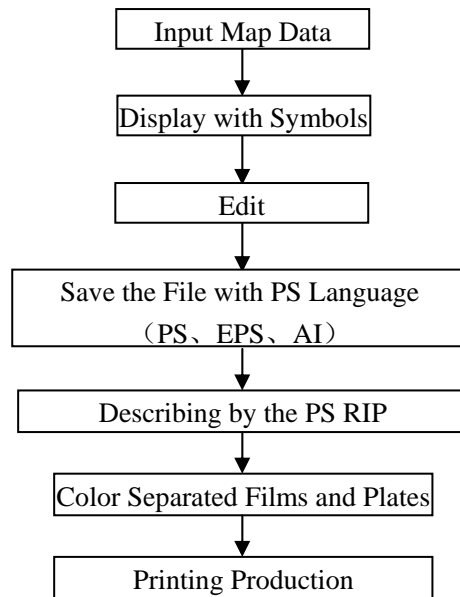 Input Map Data
Display with Symbols
Edit
Save the File with PS Language
（PS、EPS、AI）
Describing by the PS RIP
Color Separated Films and Plates
Printing Production